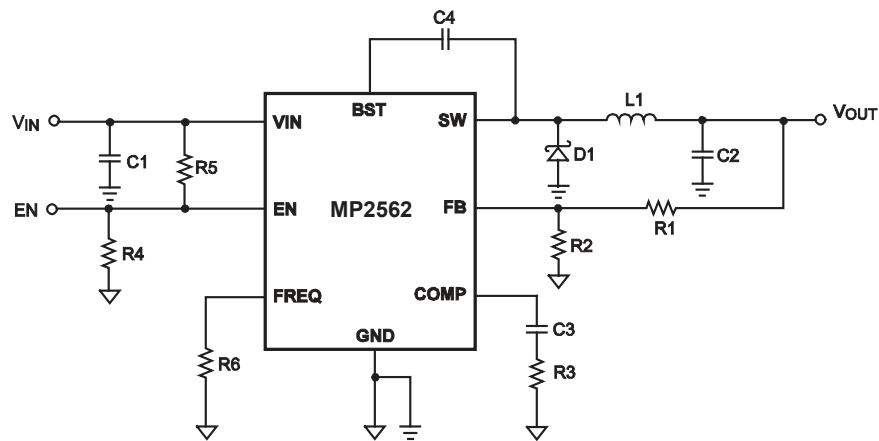 C4
BST
VIN
VIN
SW
L1
VOUT
C1
R5
D1
C2
EN
EN
MP2562
FB
R1
R4
R2
FREQ
COMP
GND
C3
R6
R3